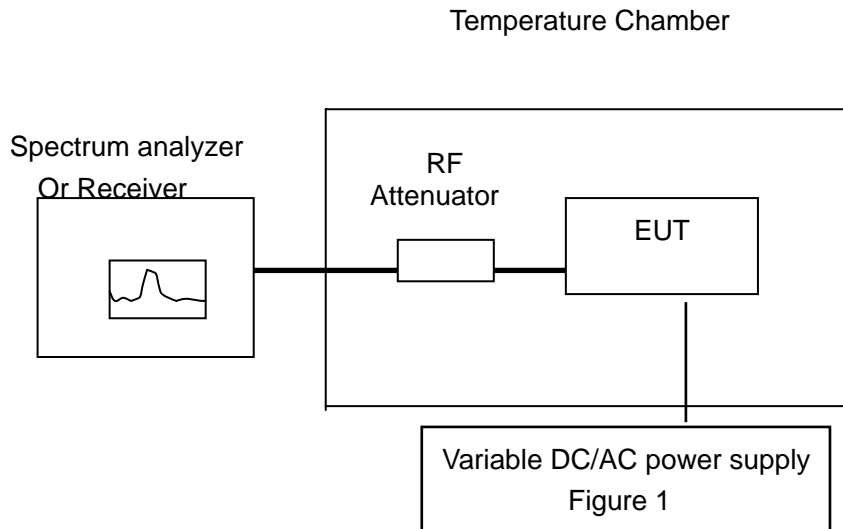 Temperature Chamber
Spectrum analyzer
Or Receiver
RF
Attenuator
EUT
Variable DC/AC power supply
Figure 1